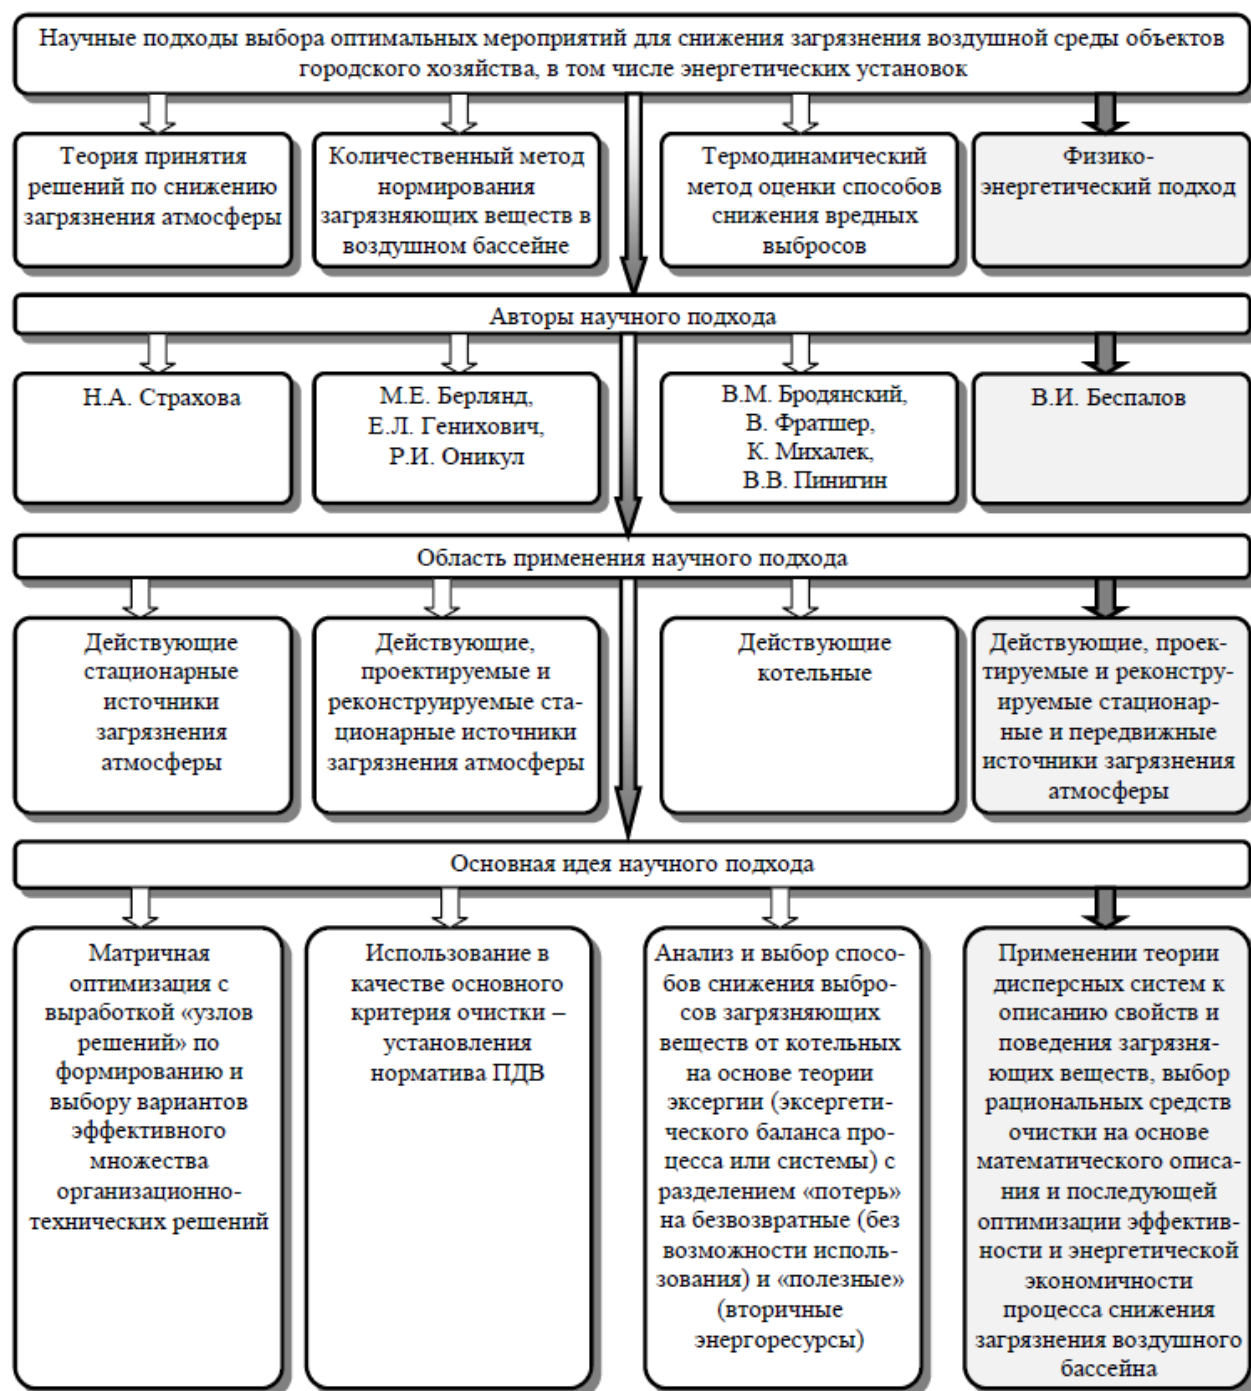 Научные подходы выбора оптимальных мероприятий для снижения загрязнения воздушной среды объектов
городского хозяйства, в том числе энергетических установок
Теория принятия
решений по снижению
загрязнения атмосферы
Количественный метод
нормирования
загрязняющих веществ в
воздушном бассейне
Термодинамический
метод оценки способов
снижения вредных
выбросов
Физико-
энергетический подход
Авторы научного подхода
Н.А. Страхова
М.Е. Берлянд,
Е.Л. Генихович,
Р.И. Оникул
В.М. Бродянский,
В. Фратшер,
К. Михалек,
В.В. Пинигин
В.И. Беспалов
Область применения научного подхода
Действующие
стационарные
источники
загрязнения
атмосферы
Действующие,
проектируемые и
реконструируемые ста-
ционарные источники
загрязнения атмосферы
Действующие
котельные
Действующие, проек-
тируемые и реконстру-
ируемые стационар-
ные и передвижные
источники загрязнения
атмосферы
Основная идея научного подхода
Матричная
оптимизация с
выработкой «узлов
решений» по
формированию и
выбору вариантов
эффективного
множества
организационно-
технических решений
Использование в
качестве основного
критерия очистки –
установления
норматива ПДВ
Анализ и выбор спосо-
бов снижения выбро-
сов загрязняющих
веществ от котельных
на основе теории
эксергии (эксергети-
ческого баланса про-
цесса или системы) с
разделением «потерь»
на безвозвратные (без
возможности исполь-
зования) и «полезные»
(вторичные
энергоресурсы)
Применении теории
дисперсных систем к
описанию свойств и
поведения загрязня-
ющих веществ, выбор
рациональных средств
очистки на основе
математического описа-
ния и последующей
оптимизации эффектив-
ности и энергетической
экономичности
процесса снижения
загрязнения воздушного
бассейна